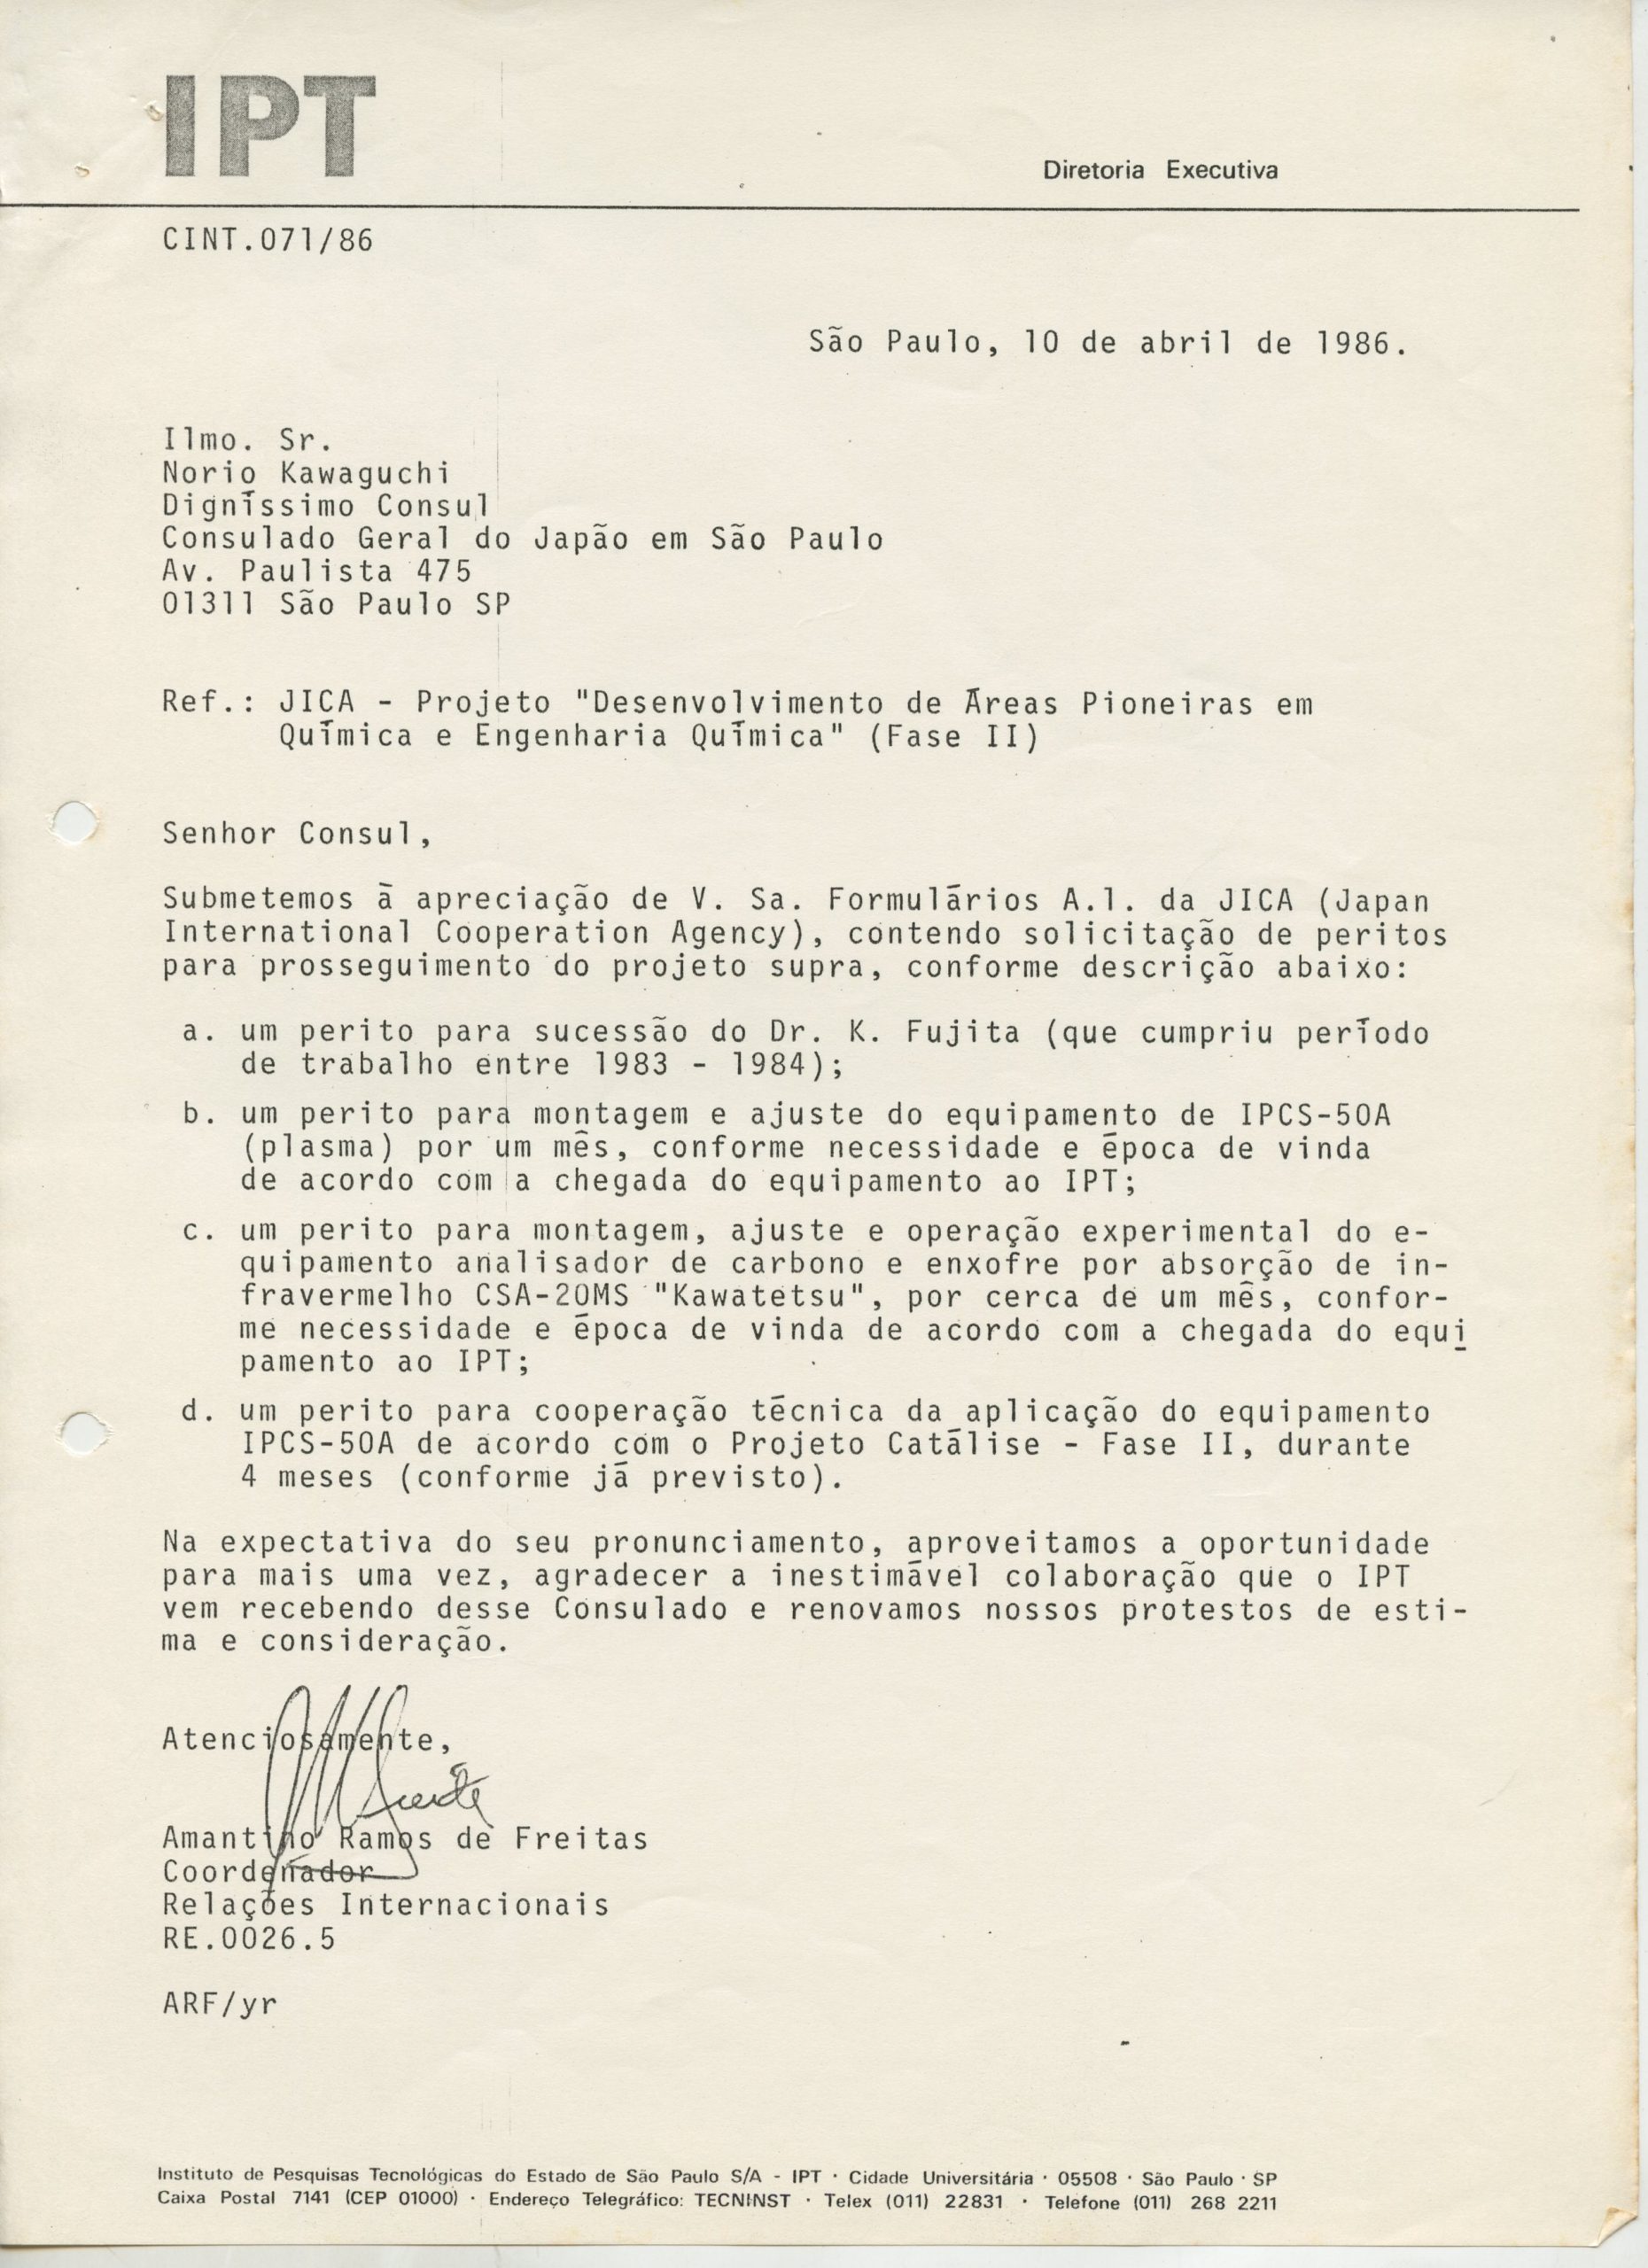 IPT
Diretoria Executiva
CINT.071/86
São Paulo, 10 de abril de 1986.
Ilmo. Sr.
Norio Kawaguchi
Digníssimo Consul
Consulado Geral do Japão em São Paulo
Av. Paulista 475
01311 São Paulo SP
Ref.: JICA - Projeto "Desenvolvimento de Áreas Pioneiras em
Química e Engenharia Química" (Fase II)
Senhor Consul,
Submetemos à apreciação de V. Sa. Formulários A.1. da JICA (Japan
International Cooperation Agency), contendo solicitação de peritos
para prosseguimento do projeto supra, conforme descrição abaixo:
a. um perito para sucessão do Dr. K. Fujita (que cumpriu período
de trabalho entre 1983 - 1984);
b. um perito para montagem e ajuste do equipamento de IPCS-50A
(plasma) por um mês, conforme necessidade e época de vinda
de acordo com a chegada do equipamento ao IPT;
c. um perito para montagem, ajuste e operação experimental do e-
quipamento analisador de carbono e enxofre por absorção de in-
fravermelho CSA-20MS "Kawatetsu", por cerca de um mês, confor-
me necessidade e época de vinda de acordo com a chegada do equi
pamento ao IPT;
d. um perito para cooperação técnica da aplicação do equipamento
IPCS-50A de acordo com o Projeto Catálise - Fase II, durante
4 meses (conforme já previsto).
Na expectativa do seu pronunciamento, aproveitamos a oportunidade
para mais uma vez, agradecer a inestimável colaboração que o IPT
vem recebendo desse Consulado e renovamos nossos protestos de esti-
ma e consideração.
Atenciosamente,
Amantino Ramos de Freitas
Coordenador
Relações Internacionais
RE.0026.5
ARF/yr
Instituto de Pesquisas Tecnológicas do Estado de São Paulo S/A - IPT · Cidade Universitária · 05508 · São Paulo · SP
Caixa Postal 7141 (CEP 01000) · Endereço Telegráfico: TECNINST · Telex (011) 22831 · Telefone (011) 268 2211